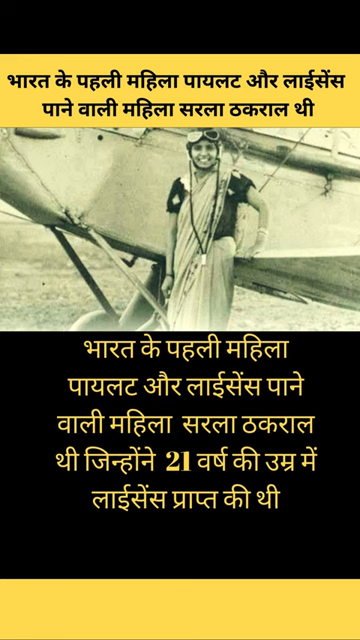 भारत के पहली महिला पायलट और लाईसेंस
पाने वाली महिला सरला ठकराल थी
भारत के पहली महिला
पायलट और लाईसेंस पाने
वाली महिला सरला ठकराल
थी जिन्होंने 21 वर्ष की उम्र में
लाईसेंस प्राप्त की थी